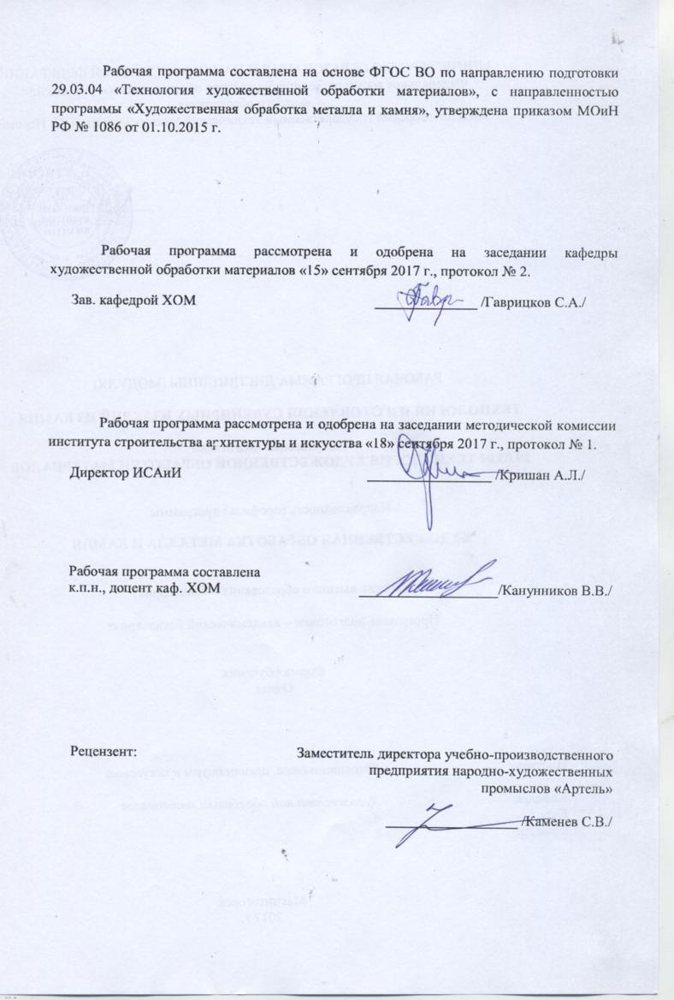 Рабочая программа составлена на основе ФГОС ВО по направлению подготовки
29.03.04 «Технология художественной обработки материалов», с направленностью
программы «Художественная обработка металла и камня», утверждена приказом МОиН
РФ № 1086 от 01.10.2015 г.
Рабочая программа рассмотрена и одобрена на заседании кафедры
художественной обработки материалов «15» сентября 2017 г., протокол № 2.
Зав. кафедрой ХОМ /Гаврицков С.А./
Рабочая программа рассмотрена и одобрена на заседании методической комиссии
института строительства архитектуры и искусства «18» сентября 2017 г., протокол № 1.
Директор ИСАиИ /Кришан А.Л./
Рабочая программа составлена
к.п.н., доцент каф. ХОМ /Канунников В.В./
Рецензент: Заместитель директора учебно-производственного
предприятия народно-художественных
промыслов «Артель»
/Каменев С.В./